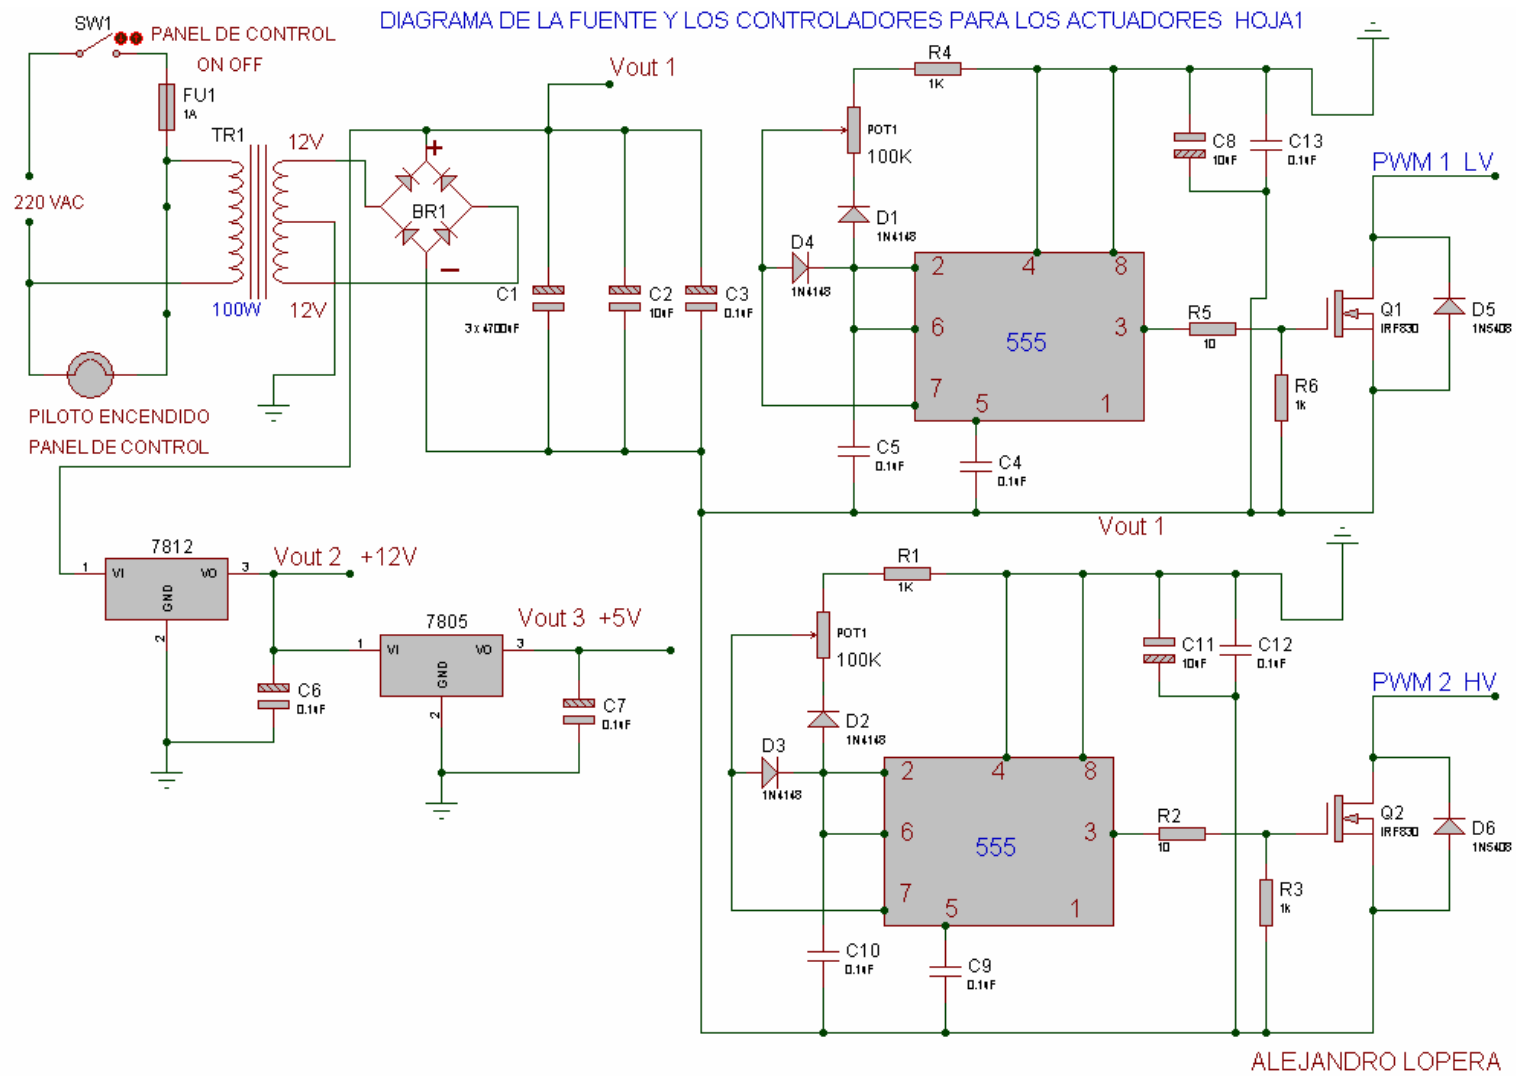 DIAGRAMA DE LA FUENTE Y LOS CONTROLADORES PARA LOS ACTUADORES HOJA1
SW1
PANEL DE CONTROL
ON OFF
FU1
1A
TR1
12V
220 VAC
100W
12V
PILOTO ENCENDIDO
PANEL DE CONTROL
Vout 1
+
BR1
−
C1
3 x 4700uF
C2
10uF
C3
0.1uF
R4
1K
POT1
100K
D1
1N4148
D4
1N4148
2
4
8
6
555
3
7
5
1
C5
0.1uF
C4
0.1uF
C8
10uF
C13
0.1uF
PWM 1 LV
R5
10
R6
1k
Q1
IRF830
D5
1N5408
Vout 1
7812
1
VI
VO
3
GND
2
Vout 2 +12V
C6
0.1uF
7805
1
VI
VO
3
GND
2
Vout 3 +5V
C7
0.1uF
R1
1K
POT1
100K
D2
1N4148
D3
1N4148
2
4
8
6
555
3
7
5
1
C10
0.1uF
C9
0.1uF
C11
10uF
C12
0.1uF
PWM 2 HV
R2
10
R3
1k
Q2
IRF830
D6
1N5408
ALEJANDRO LOPERA